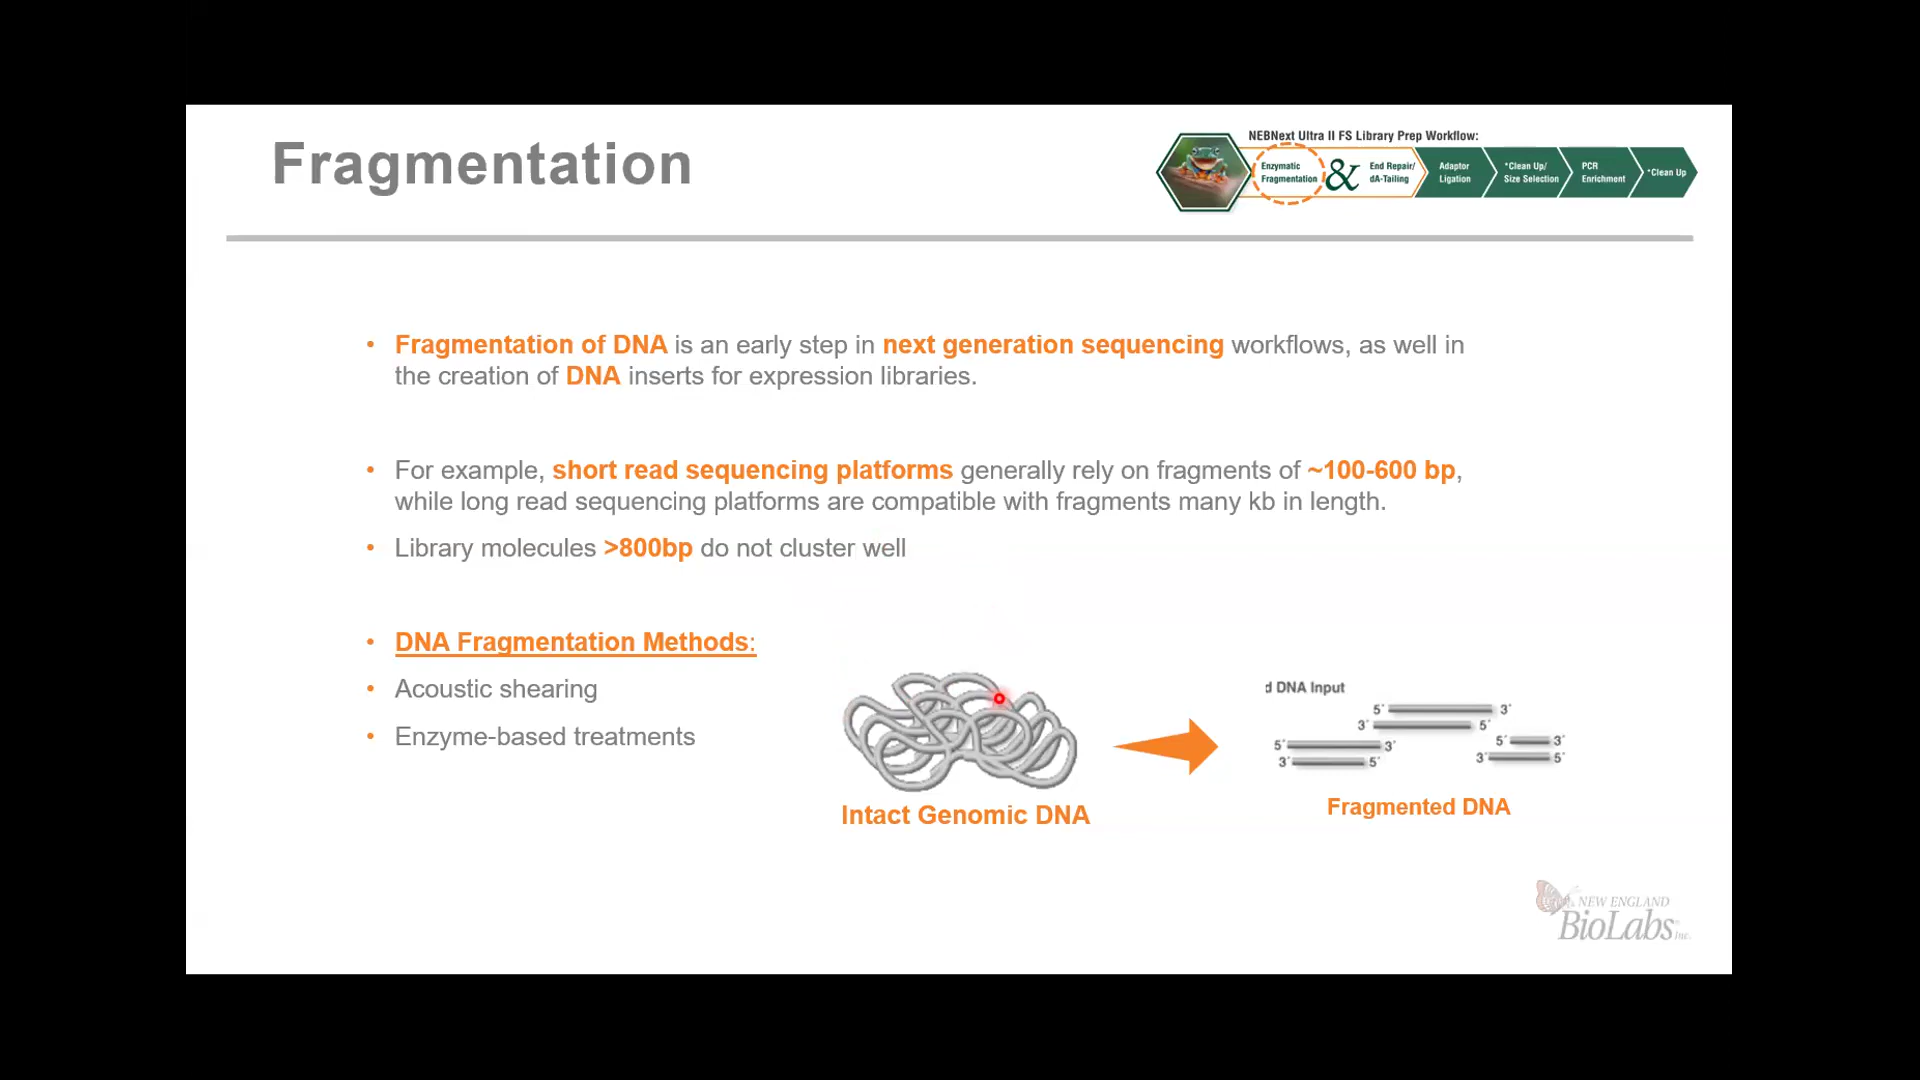 Fragmentation
NEBNext Ultra II FS Library Prep Workflow:
Enzymatic
Fragmentation
&
End Repair/
dA-Tailing
Adaptor
Ligation
*Clean Up/
Size Selection
PCR
Enrichment
*Clean Up
• Fragmentation of DNA is an early step in next generation sequencing workflows, as well in
the creation of DNA inserts for expression libraries.
• For example, short read sequencing platforms generally rely on fragments of ~100-600 bp,
while long read sequencing platforms are compatible with fragments many kb in length.
• Library molecules >800bp do not cluster well
• DNA Fragmentation Methods:
• Acoustic shearing
• Enzyme-based treatments
Intact Genomic DNA
d DNA Input
5´ 3´
3´ 5´
5´ 3´
3´ 5´
5´ 3´
3´ 5´
Fragmented DNA
NEW ENGLAND
BioLabs® Inc.